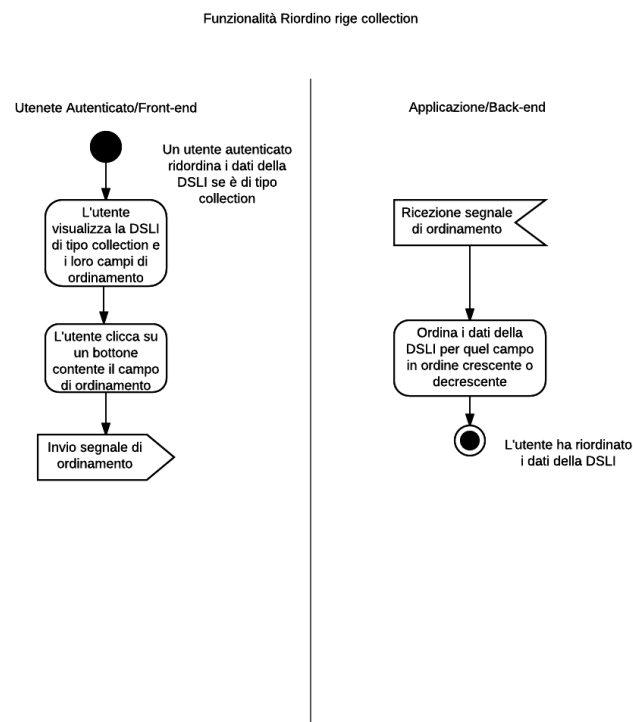 Funzionalità Riordino rige collection
Utenete Autenticato/Front-end
Un utente autenticato
ridordina i dati della
DSLI se è di tipo
collection
L'utente
visualizza la DSLI
di tipo collection e
i loro campi di
ordinamento
L'utente clicca su
un bottone
contente il campo
di ordinamento
Invio segnale di
ordinamento
Applicazione/Back-end
Ricezione segnale
di ordinamento
Ordina i dati della
DSLI per quel campo
in ordine crescente o
decrescente
L'utente ha riordinato
i dati della DSLI